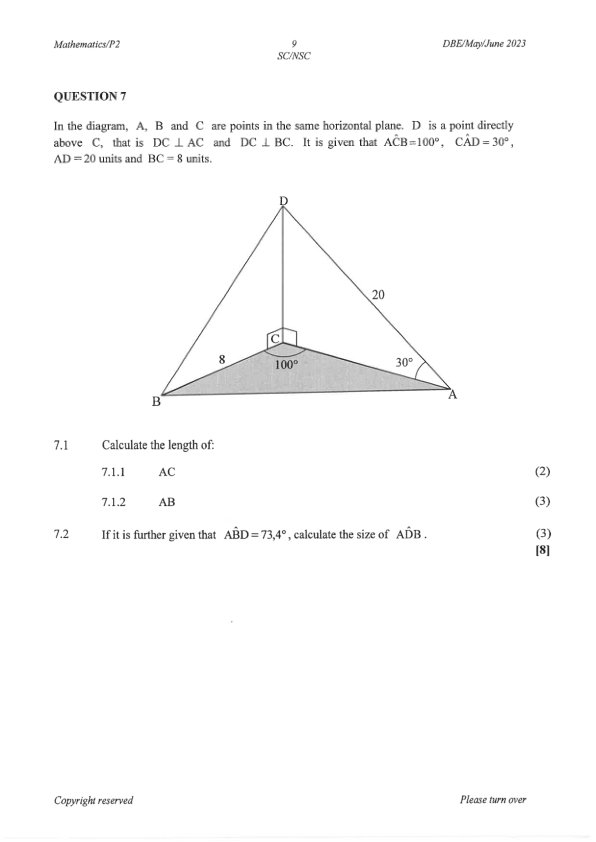 Mathematics/P2 9 DBE/May/June 2023
SC/NSC
QUESTION 7
In the diagram, A, B and C are points in the same horizontal plane. D is a point directly
above C, that is DC ⊥ AC and DC ⊥ BC. It is given that AĈB=100°, CÂD = 30°,
AD = 20 units and BC = 8 units.
D
20
C
8
100°
30°
B
A
7.1 Calculate the length of:
7.1.1 AC (2)
7.1.2 AB (3)
7.2 If it is further given that AB̂D = 73,4°, calculate the size of AD̂B . (3)
[8]
Copyright reserved Please turn over